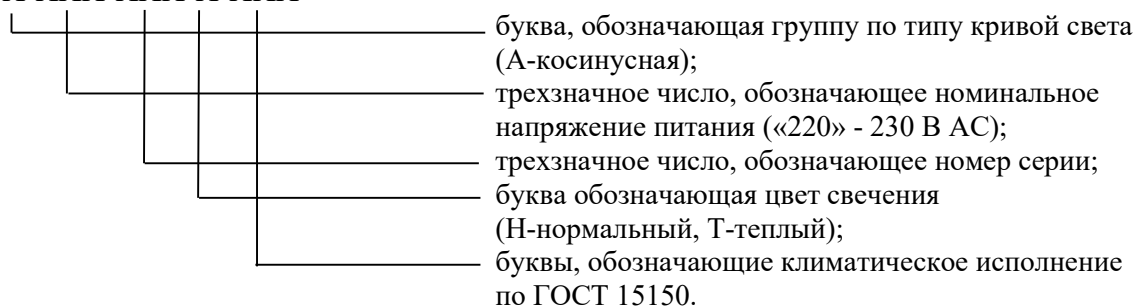 буква, обозначающая группу по типу кривой света
(А-косинусная);
трехзначное число, обозначающее номинальное
напряжение питания («220» - 230 В АС);
трехзначное число, обозначающее номер серии;
буква обозначающая цвет свечения
(Н-нормальный, Т-теплый);
буквы, обозначающие климатическое исполнение
по ГОСТ 15150.